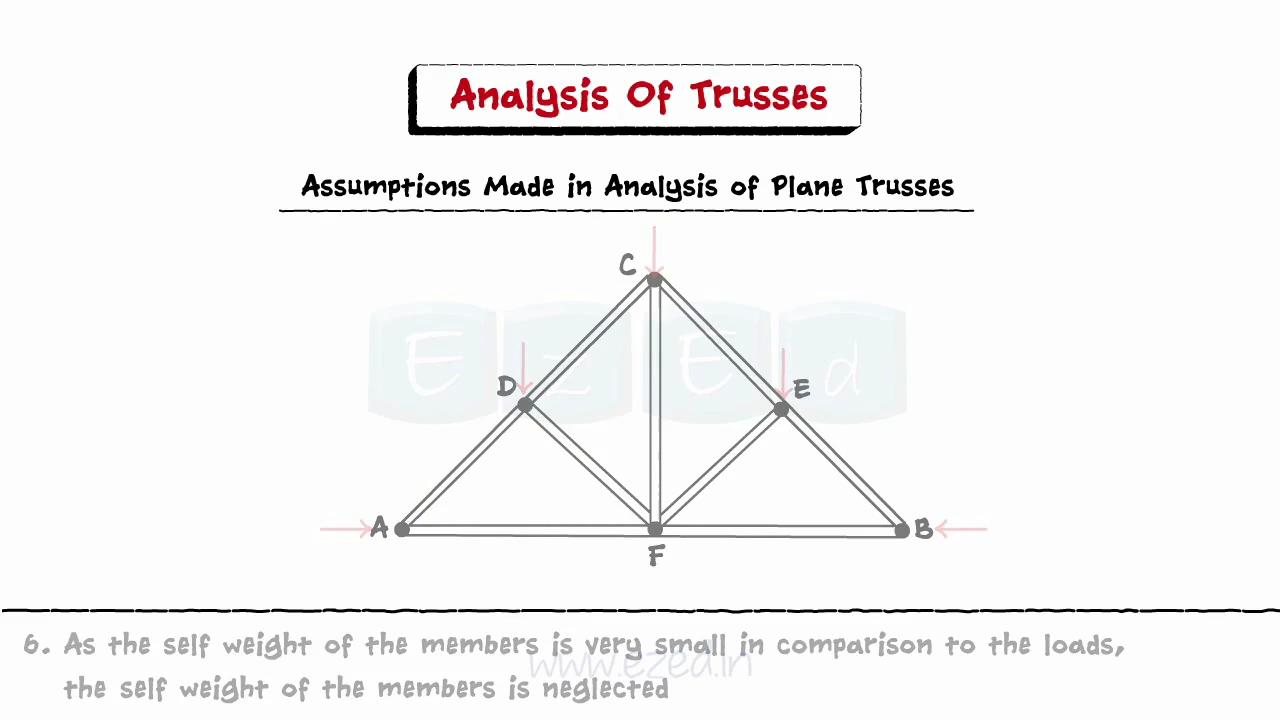 Analysis Of Trusses
Assumptions Made in Analysis of Plane Trusses
C
E z E d
D
E
A
B
F
6. As the self weight of the members is very small in comparison to the loads,
www.ezed.in
the self weight of the members is neglected